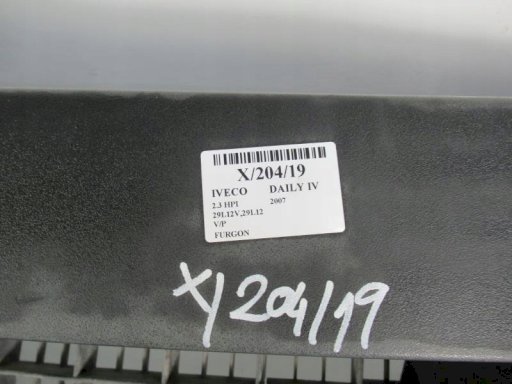 X/204/19
IVECO DAILY IV
2.3 HPI 2007
29L12V,29L12
V/P
FURGON
X/204/19